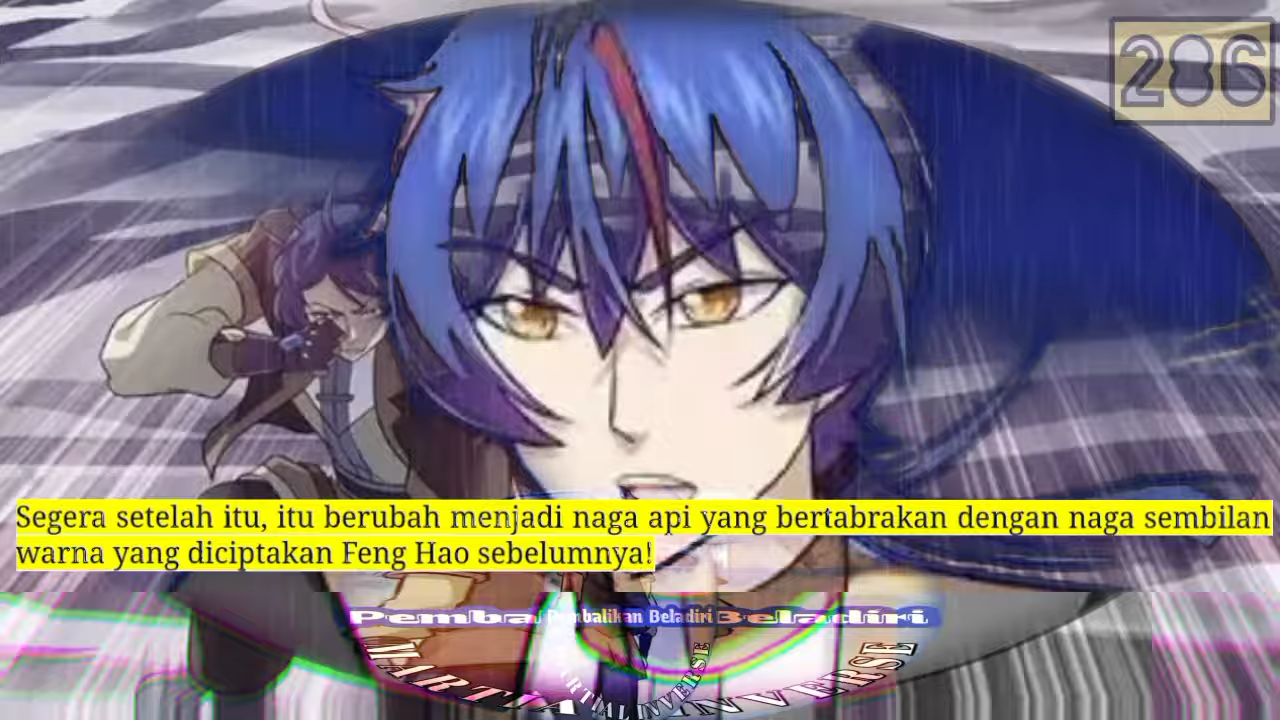 286
Segera setelah itu, itu berubah menjadi naga api yang bertabrakan dengan naga sembilan
warna yang diciptakan Feng Hao sebelumnya!
Pembalikan Beladiri
Beladiri
MARTIAL INVERSE